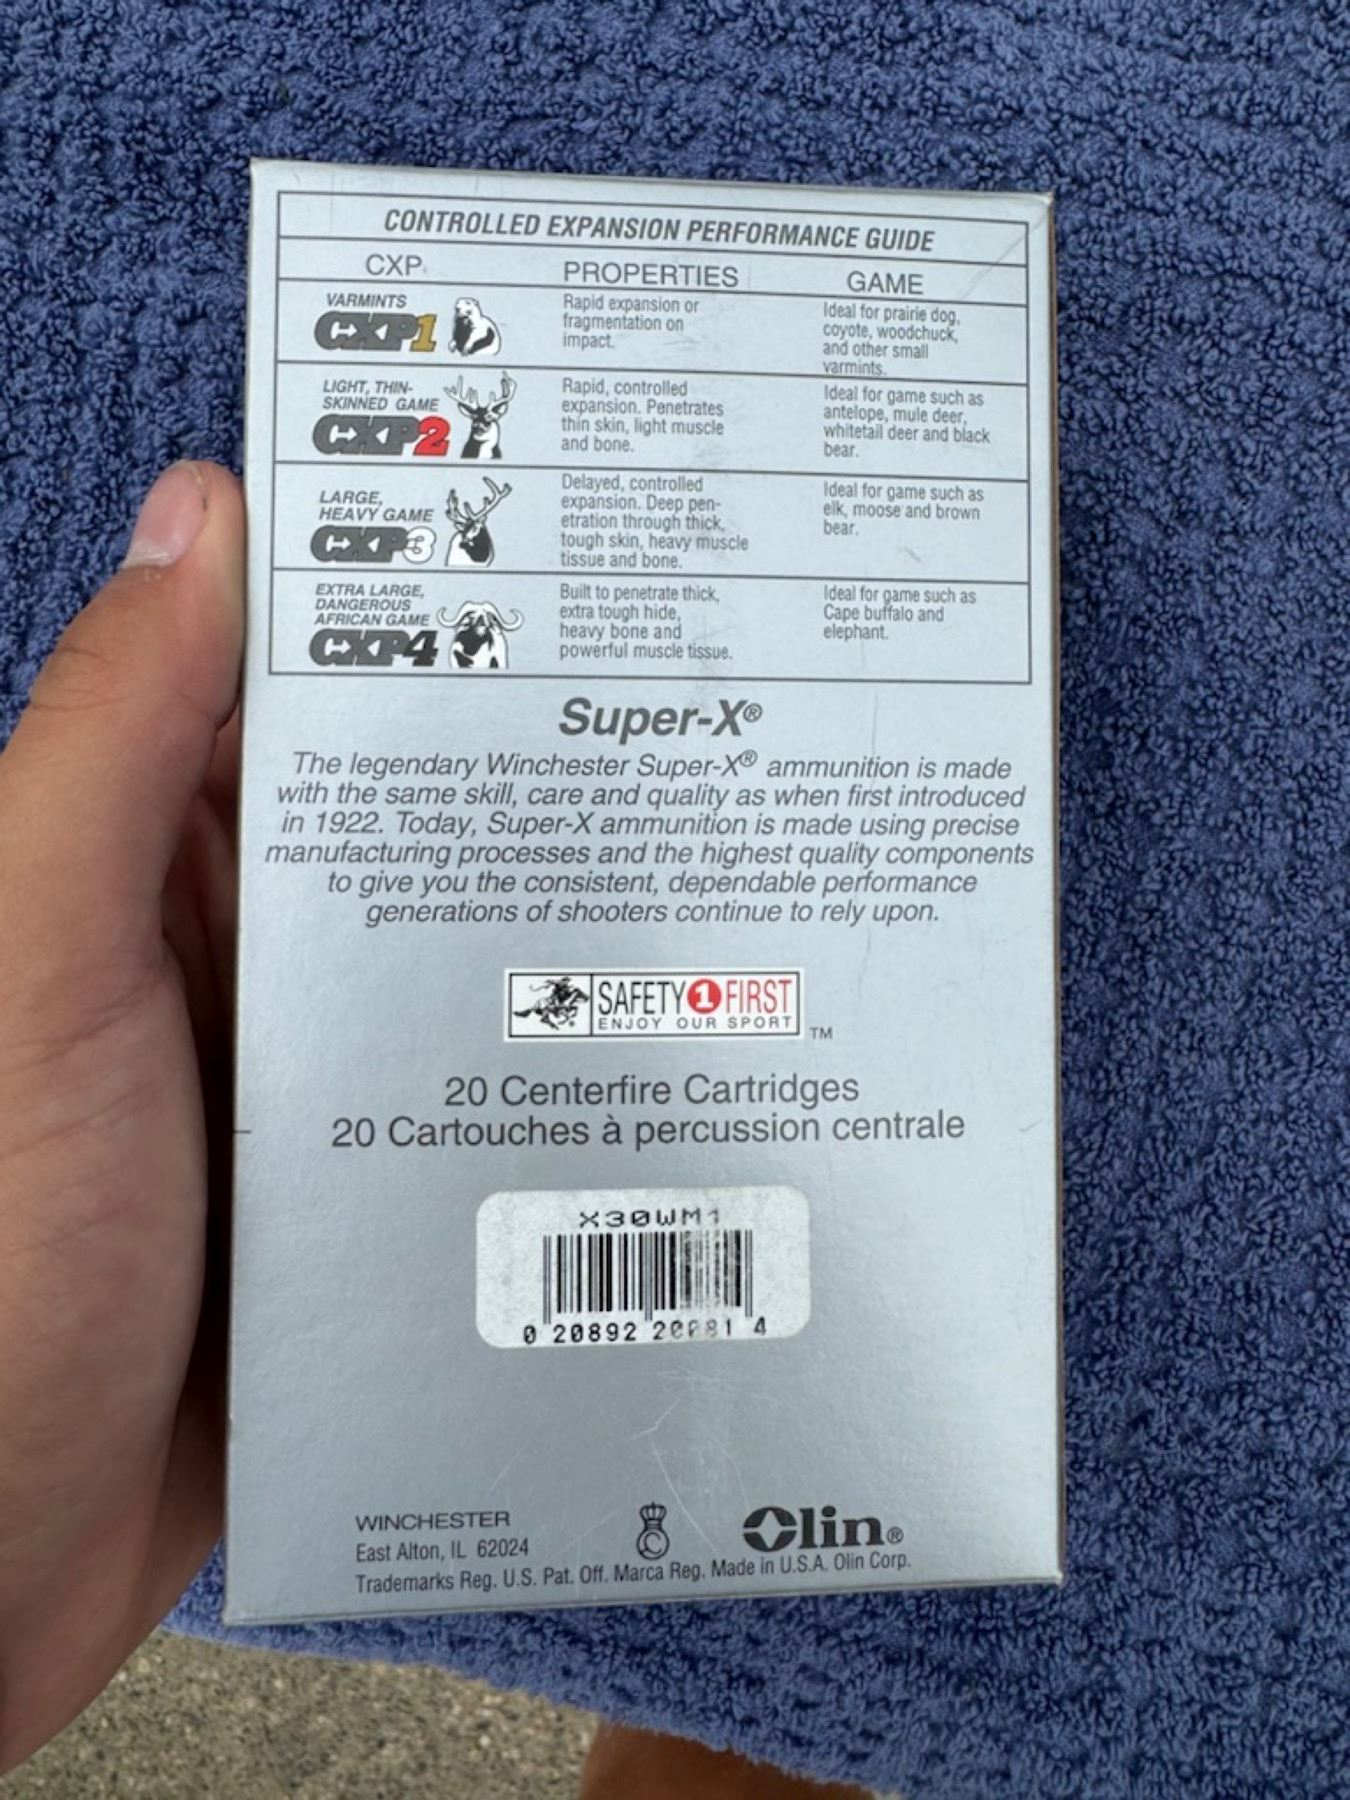 CONTROLLED EXPANSION PERFORMANCE GUIDE
CXP. PROPERTIES GAME
VARMINTS
CXP1
Rapid expansion or
fragmentation on
impact.
Ideal for prairie dog,
coyote, woodchuck,
and other small
varmints.
LIGHT, THIN-
SKINNED GAME
CXP2
Rapid, controlled
expansion. Penetrates
thin skin, light muscle
and bone.
Ideal for game such as
antelope, mule deer,
whitetail deer and black
bear.
LARGE,
HEAVY GAME
CXP3
Delayed, controlled
expansion. Deep pen-
etration through thick,
tough skin, heavy muscle
tissue and bone.
Ideal for game such as
elk, moose and brown
bear.
EXTRA LARGE,
DANGEROUS
AFRICAN GAME
CXP4
Built to penetrate thick,
extra tough hide,
heavy bone and
powerful muscle tissue.
Ideal for game such as
Cape buffalo and
elephant.
Super-X®
The legendary Winchester Super-X® ammunition is made
with the same skill, care and quality as when first introduced
in 1922. Today, Super-X ammunition is made using precise
manufacturing processes and the highest quality components
to give you the consistent, dependable performance
generations of shooters continue to rely upon.
SAFETY 1 FIRST
ENJOY OUR SPORT TM
20 Centerfire Cartridges
20 Cartouches à percussion centrale
X30WM1
0 20892 4
WINCHESTER
East Alton, IL 62024
Olin®
Trademarks Reg. U.S. Pat. Off. Marca Reg. Made in U.S.A. Olin Corp.